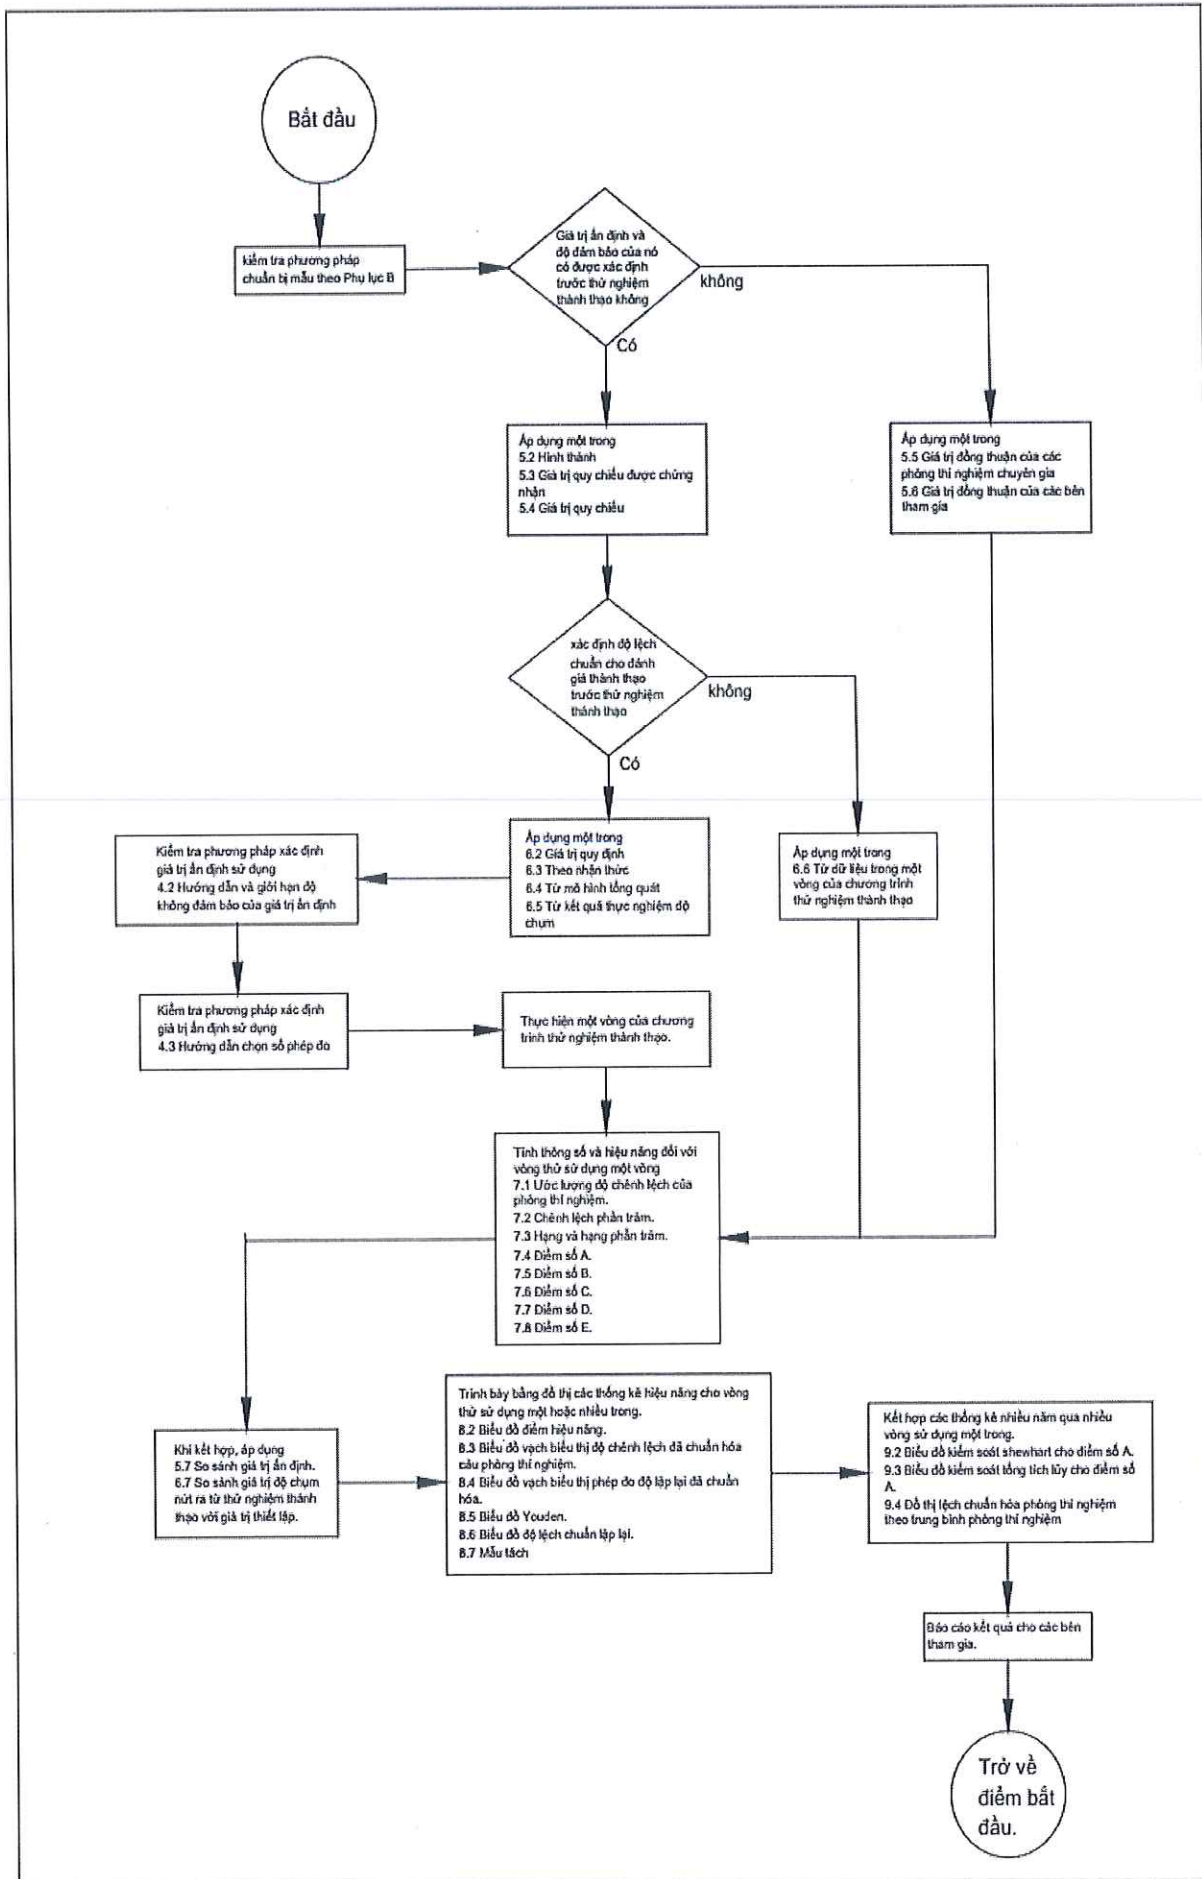 Bắt đầu
kiểm tra phương pháp
chuẩn bị mẫu theo Phụ lục B
Giá trị ấn định và
độ đảm bảo của nó
có được xác định
trước thử nghiệm
thành thạo không
không
Có
Áp dụng một trong
5.2 Hình thành
5.3 Giá trị quy chiếu được chứng
nhận
5.4 Giá trị quy chiếu
Áp dụng một trong
5.5 Giá trị đồng thuận của các
phòng thí nghiệm chuyên gia
5.6 Giá trị đồng thuận của các bên
tham gia
xác định độ lệch
chuẩn cho đánh
giá thành thạo
trước thử nghiệm
thành thạo
không
Có
Kiểm tra phương pháp xác định
giá trị ấn định sử dụng
4.2 Hướng dẫn và giới hạn độ
không đảm bảo của giá trị ấn định
Áp dụng một trong
6.2 Giá trị quy định
6.3 Theo nhận thức
6.4 Từ mô hình tổng quát
6.5 Từ kết quả thực nghiệm độ
chụm
Áp dụng một trong
6.6 Từ dữ liệu trong một
vòng của chương trình
thử nghiệm thành thạo
Kiểm tra phương pháp xác định
giá trị ấn định sử dụng
4.3 Hướng dẫn chọn số phép đo
Thực hiện một vòng của chương
trình thử nghiệm thành thạo.
Tính thông số và hiệu năng đối với
vòng thử sử dụng một vòng
7.1 Ước lượng độ chênh lệch của
phòng thí nghiệm.
7.2 Chênh lệch phần trăm.
7.3 Hạng và hạng phần trăm.
7.4 Điểm số A.
7.5 Điểm số B.
7.6 Điểm số C.
7.7 Điểm số D.
7.8 Điểm số E.
Khi kết hợp, áp dụng
5.7 So sánh giá trị ấn định.
6.7 So sánh giá trị độ chụm
nút ra từ thử nghiệm thành
thạo với giá trị thiết lập.
Trình bày bằng đồ thị các thống kê hiệu năng cho vòng
thử sử dụng một hoặc nhiều trong.
8.2 Biểu đồ điểm hiệu năng.
8.3 Biểu đồ vạch biểu thị độ chênh lệch đã chuẩn hóa
cảu phòng thí nghiệm.
8.4 Biểu đồ vạch biểu thị phép đo độ lặp lại đã chuẩn
hóa.
8.5 Biểu đồ Youden.
8.6 Biểu đồ độ lệch chuẩn lặp lại.
8.7 Mẫu tách
Kết hợp các thống kê nhiều năm qua nhiều
vòng sử dụng một trong.
9.2 Biểu đồ kiểm soát shewhart cho điểm số A.
9.3 Biểu đồ kiểm soát tổng tích lũy cho điểm số
A.
9.4 Đồ thị lệch chuẩn hóa phòng thí nghiệm
theo trung bình phòng thí nghiệm
Báo cáo kết quả cho các bên
tham gia.
Trở về
điểm bắt
đầu.